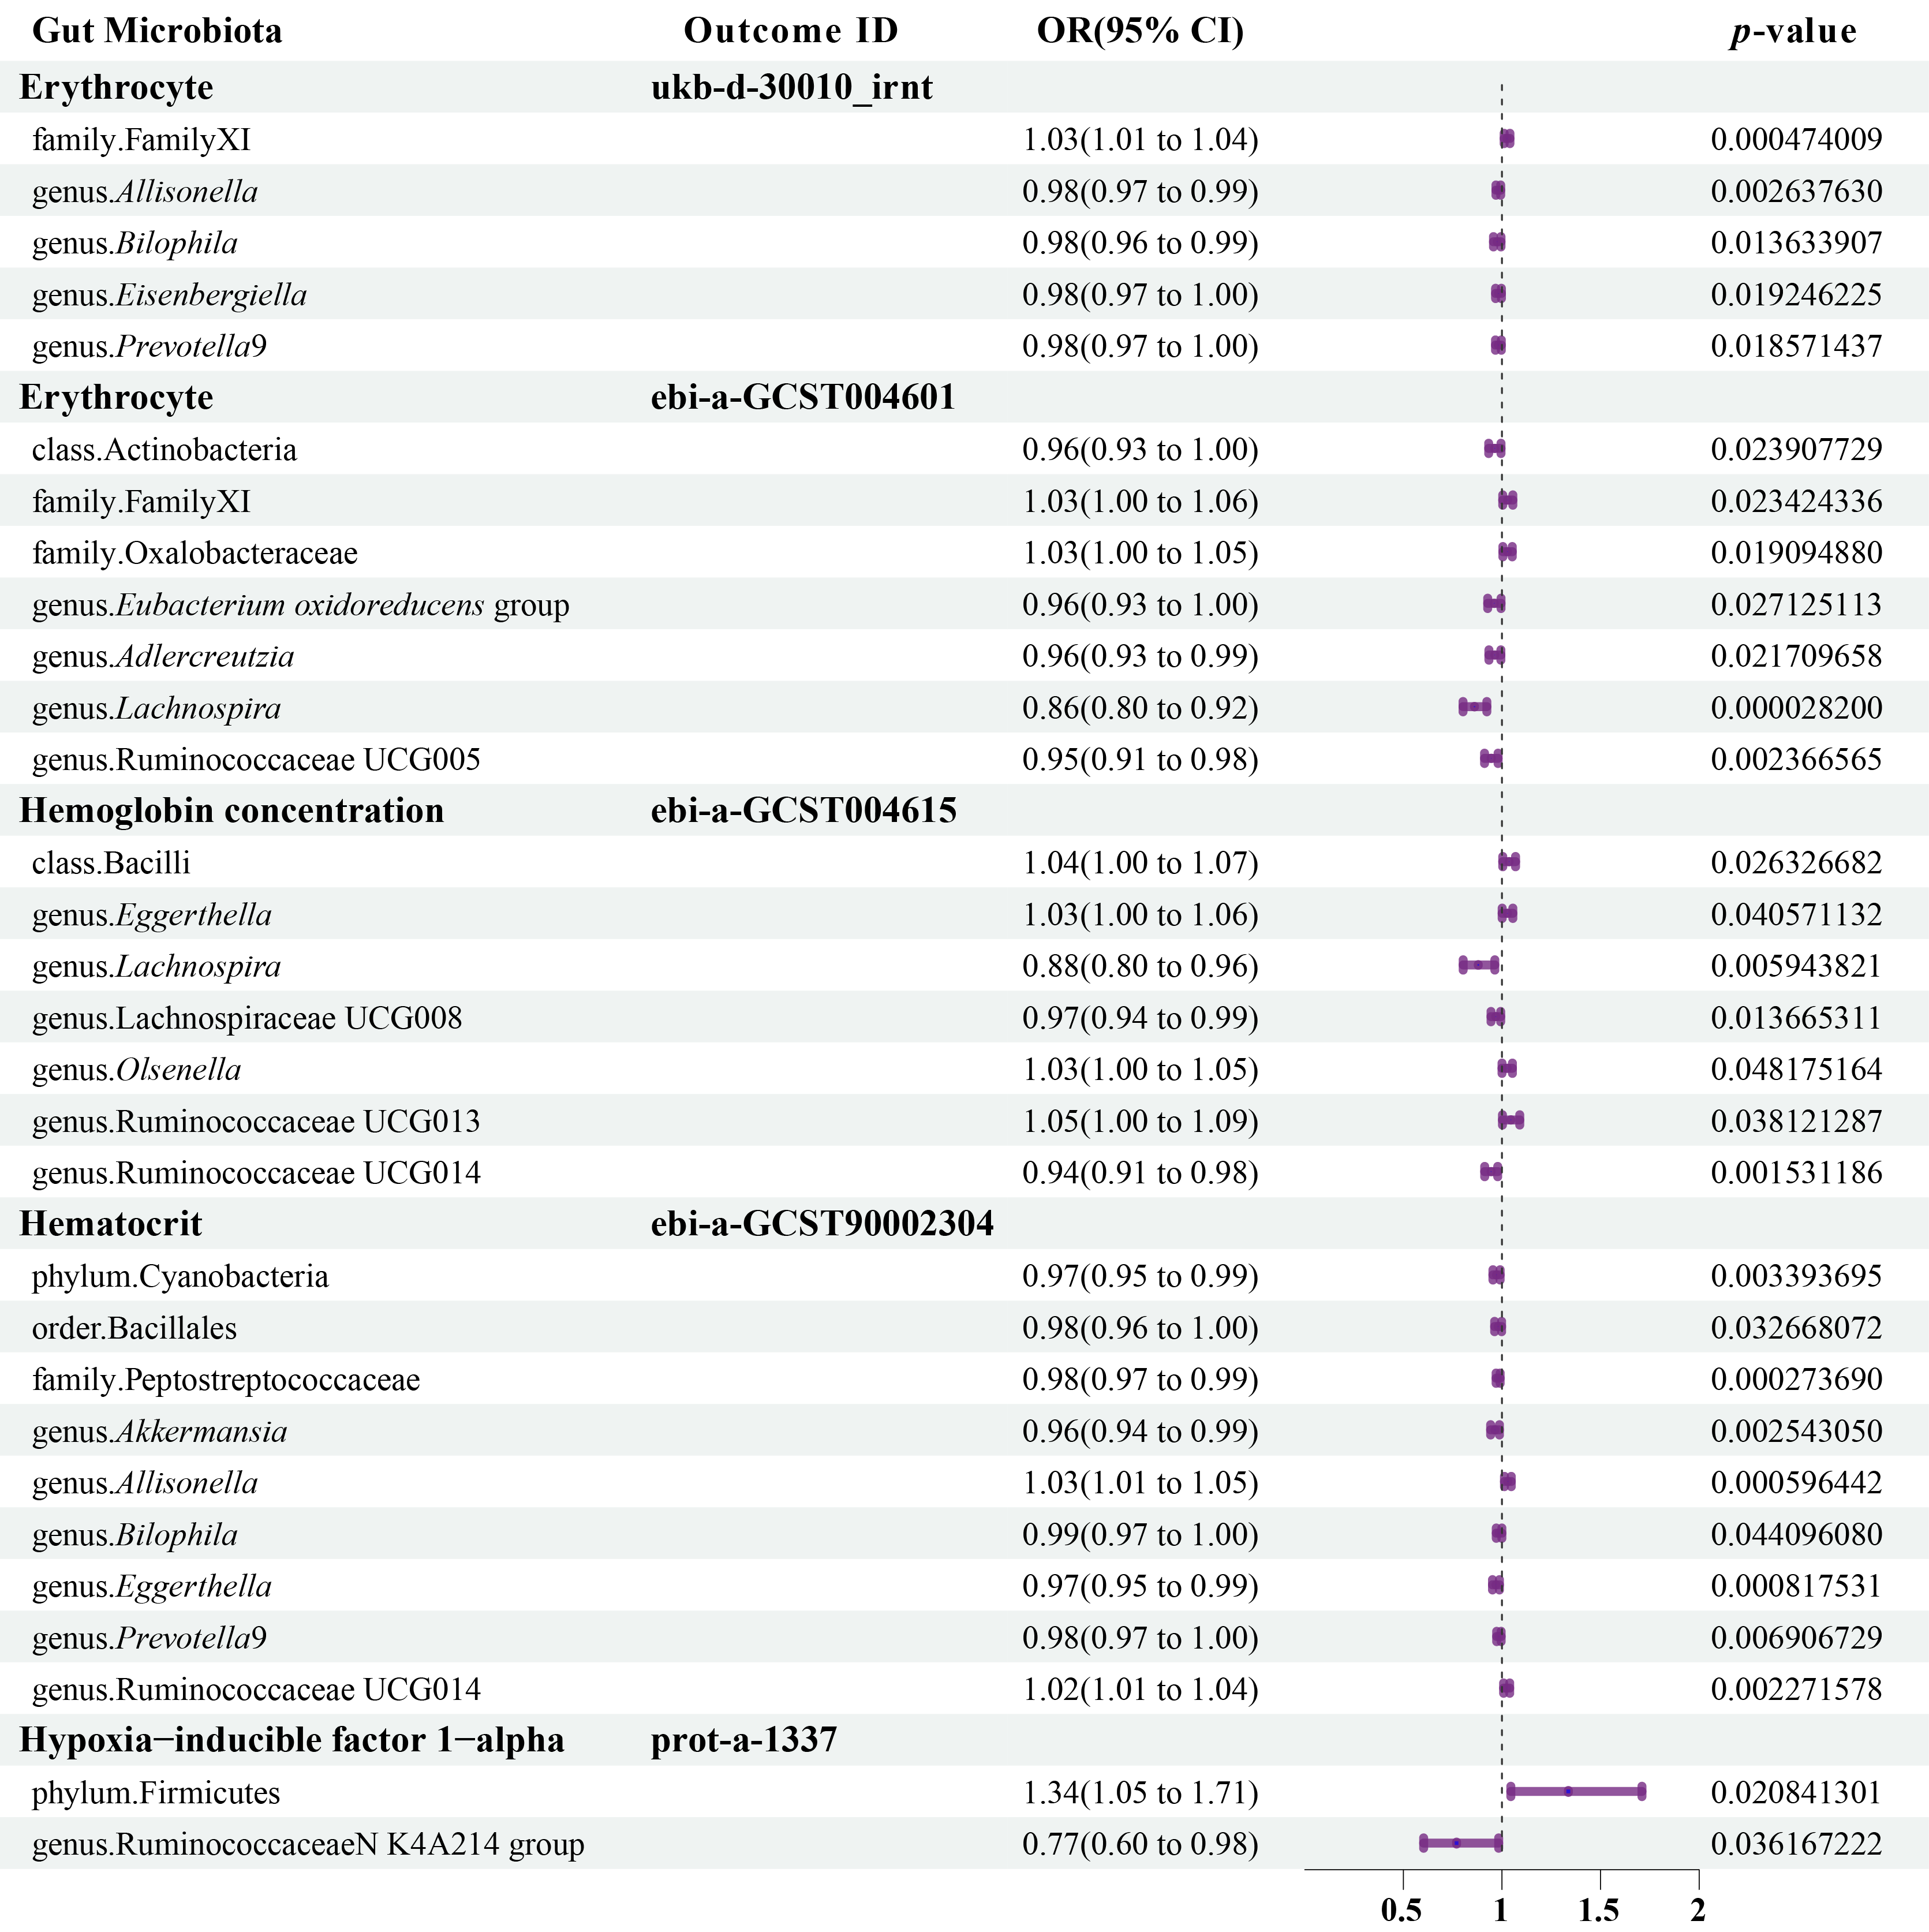 Gut Microbiota Outcome ID OR(95% CI) p-value
Erythrocyte ukb-d-30010_irnt
family.FamilyXI 1.03(1.01 to 1.04) 0.000474009
genus.Allisonella 0.98(0.97 to 0.99) 0.002637630
genus.Bilophila 0.98(0.96 to 0.99) 0.013633907
genus.Eisenbergiella 0.98(0.97 to 1.00) 0.019246225
genus.Prevotella9 0.98(0.97 to 1.00) 0.018571437
Erythrocyte ebi-a-GCST004601
class.Actinobacteria 0.96(0.93 to 1.00) 0.023907729
family.FamilyXI 1.03(1.00 to 1.06) 0.023424336
family.Oxalobacteraceae 1.03(1.00 to 1.05) 0.019094880
genus.Eubacterium oxidoreducens group 0.96(0.93 to 1.00) 0.027125113
genus.Adlercreutzia 0.96(0.93 to 0.99) 0.021709658
genus.Lachnospira 0.86(0.80 to 0.92) 0.000028200
genus.Ruminococcaceae UCG005 0.95(0.91 to 0.98) 0.002366565
Hemoglobin concentration ebi-a-GCST004615
class.Bacilli 1.04(1.00 to 1.07) 0.026326682
genus.Eggerthella 1.03(1.00 to 1.06) 0.040571132
genus.Lachnospira 0.88(0.80 to 0.96) 0.005943821
genus.Lachnospiraceae UCG008 0.97(0.94 to 0.99) 0.013665311
genus.Olsenella 1.03(1.00 to 1.05) 0.048175164
genus.Ruminococcaceae UCG013 1.05(1.00 to 1.09) 0.038121287
genus.Ruminococcaceae UCG014 0.94(0.91 to 0.98) 0.001531186
Hematocrit ebi-a-GCST90002304
phylum.Cyanobacteria 0.97(0.95 to 0.99) 0.003393695
order.Bacillales 0.98(0.96 to 1.00) 0.032668072
family.Peptostreptococcaceae 0.98(0.97 to 0.99) 0.000273690
genus.Akkermansia 0.96(0.94 to 0.99) 0.002543050
genus.Allisonella 1.03(1.01 to 1.05) 0.000596442
genus.Bilophila 0.99(0.97 to 1.00) 0.044096080
genus.Eggerthella 0.97(0.95 to 0.99) 0.000817531
genus.Prevotella9 0.98(0.97 to 1.00) 0.006906729
genus.Ruminococcaceae UCG014 1.02(1.01 to 1.04) 0.002271578
Hypoxia−inducible factor 1−alpha prot-a-1337
phylum.Firmicutes 1.34(1.05 to 1.71) 0.020841301
genus.RuminococcaceaeN K4A214 group 0.77(0.60 to 0.98) 0.036167222
0.5 1 1.5 2